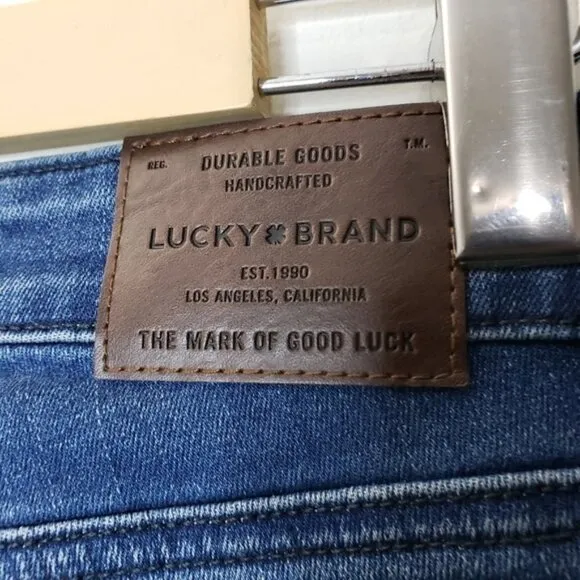 REG. DURABLE GOODS T.M.
HANDCRAFTED
LUCKY BRAND
EST. 1990
LOS ANGELES, CALIFORNIA
THE MARK OF GOOD LUCK